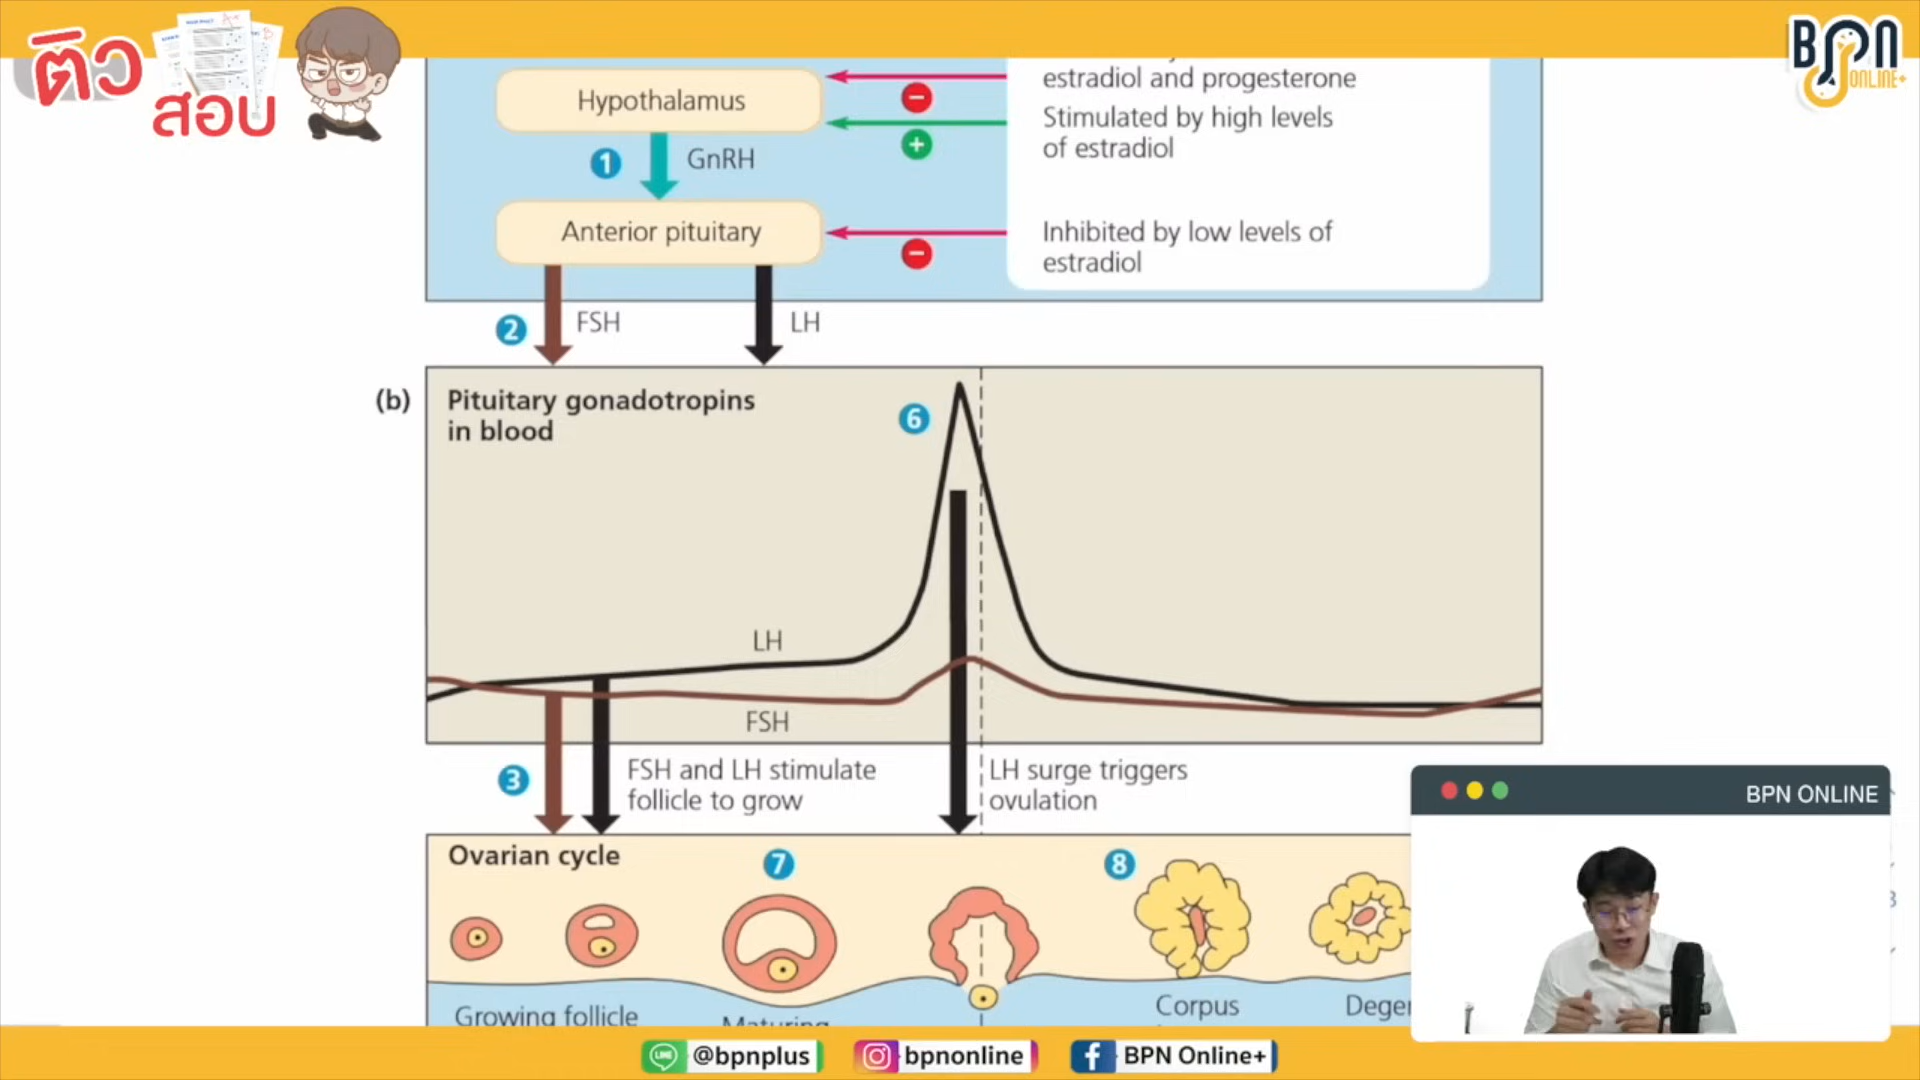 ติว
สอบ
BPN
ONLINE+
estradiol and progesterone
Hypothalamus
Stimulated by high levels
of estradiol
1
GnRH
Anterior pituitary
Inhibited by low levels of
estradiol
2
FSH
LH
(b)
Pituitary gonadotropins
in blood
6
LH
FSH
3
FSH and LH stimulate
follicle to grow
LH surge triggers
ovulation
BPN ONLINE
Ovarian cycle
7
8
Growing follicle
Maturing
Corpus
Degen
@bpnplus
bpnonline
BPN Online+